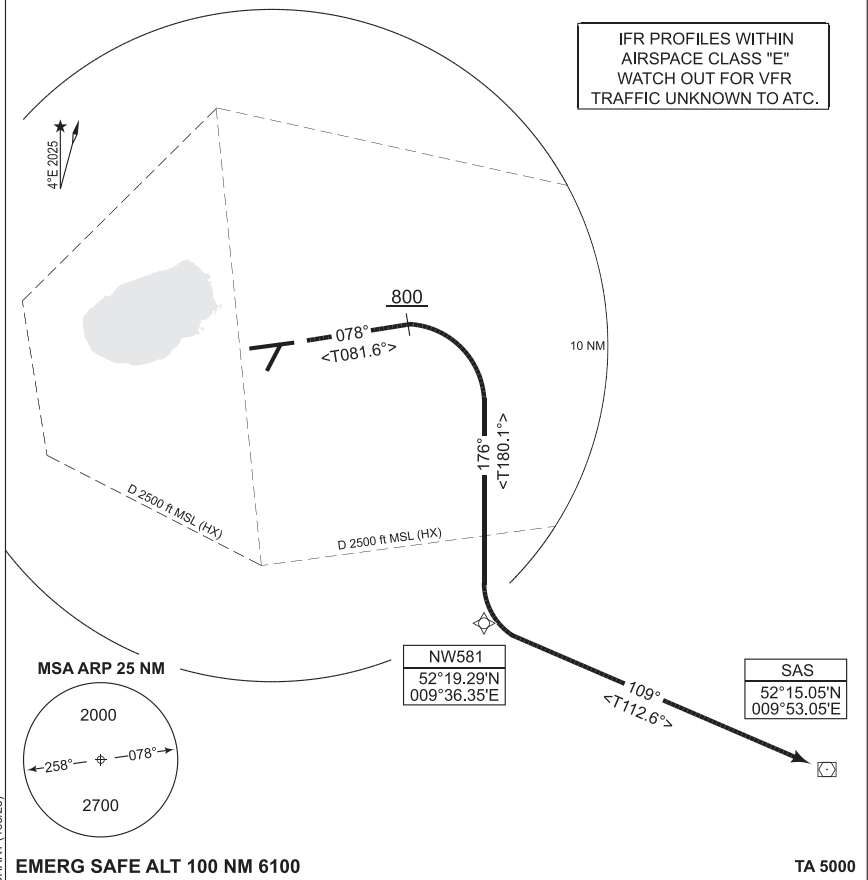 IFR PROFILES WITHIN
AIRSPACE CLASS "E"
WATCH OUT FOR VFR
TRAFFIC UNKNOWN TO ATC.
4°E 2025
800
078°
<T081.6°>
10 NM
176°
<T180.1°>
D 2500 ft MSL (HX)
D 2500 ft MSL (HX)
NW581
52°19.29'N
009°36.35'E
109°
<T112.6°>
SAS
52°15.05'N
009°53.05'E
MSA ARP 25 NM
2000
258°
078°
2700
EMERG SAFE ALT 100 NM 6100
TA 5000